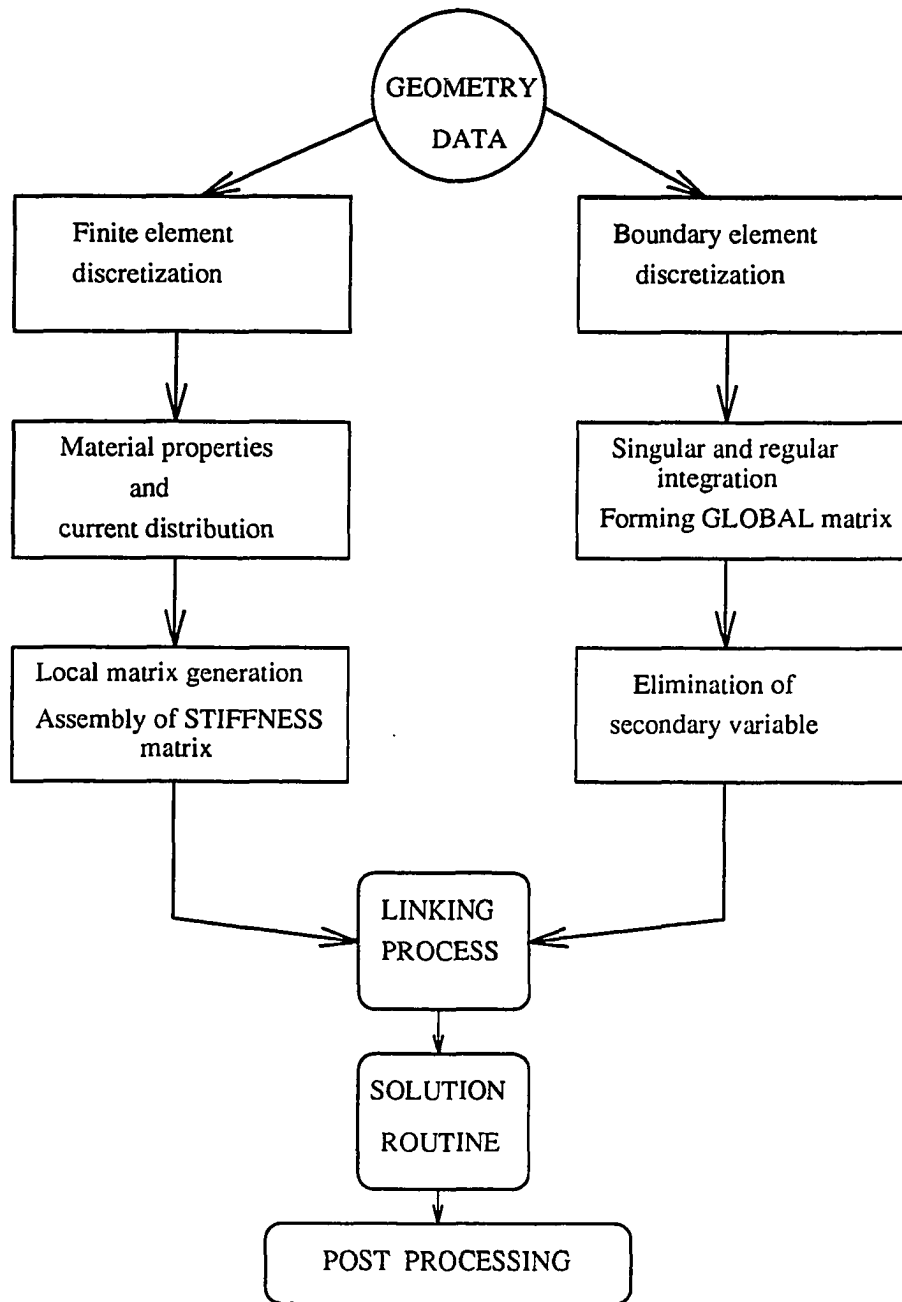 GEOMETRY
DATA
Finite element
discretization
Boundary element
discretization
Material properties
and
current distribution
Singular and regular
integration
Forming GLOBAL matrix
Local matrix generation
Assembly of STIFFNESS
matrix
Elimination of
secondary variable
LINKING
PROCESS
SOLUTION
ROUTINE
POST PROCESSING